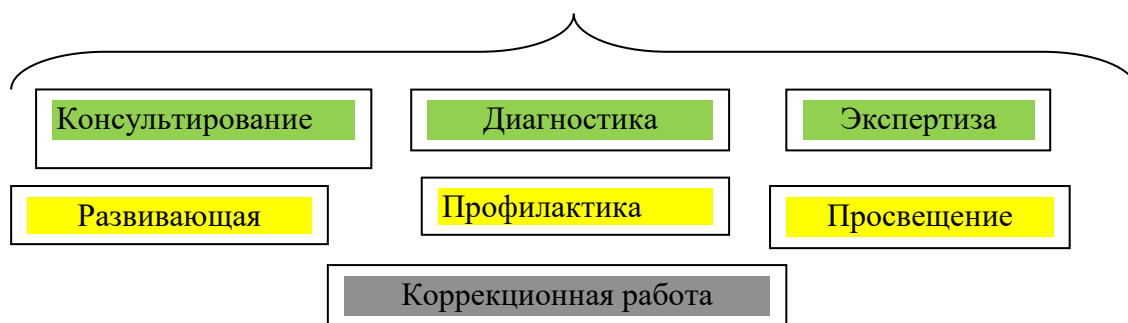 Консультирование
Диагностика
Экспертиза
Развивающая
Профилактика
Просвещение
Коррекционная работа